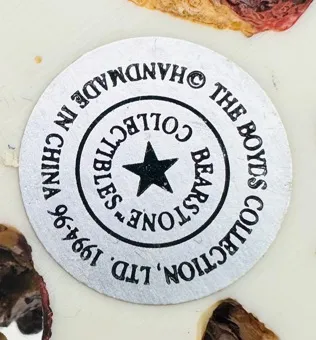 © THE BOYDS COLLECTION, LTD. 1994-96 HANDMADE IN CHINA
BEARSTONE™ COLLECTIBLES